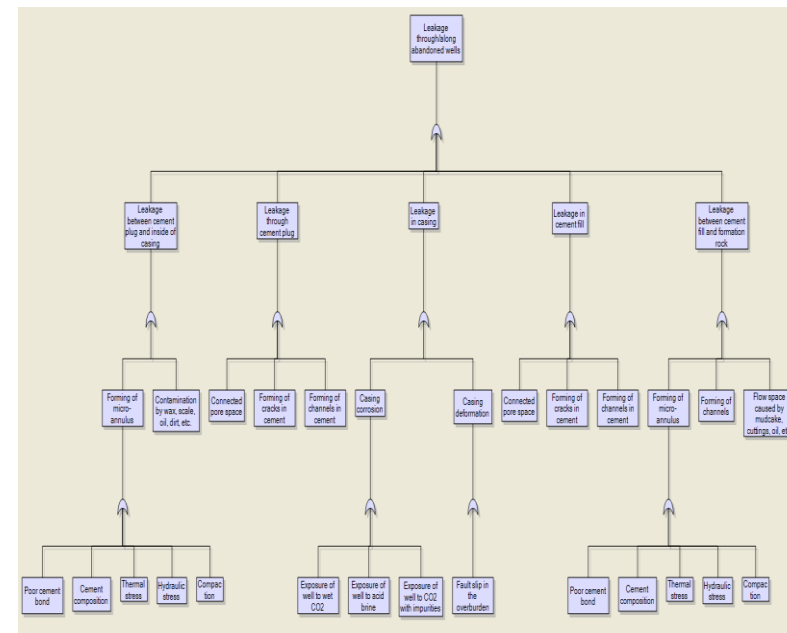 Leakage
through/along
abandoned wells
Leakage
between cement
plug and inside of
casing
Leakage
through
cement plug
Leakage
in casing
Leakage in
cement fill
Leakage
between cement
fill and formation
rock
Forming of
micro-
annulus
Contamination
by wax, scale,
oil, dirt, etc.
Connected
pore space
Forming of
cracks in
cement
Forming of
channels in
cement
Casing
corrosion
Casing
deformation
Connected
pore space
Forming of
cracks in
cement
Forming of
channels in
cement
Forming of
micro-
annulus
Forming of
channels
Flow space
caused by
mudcake,
cuttings, oil, et
Poor cement
bond
Cement
composition
Thermal
stress
Hydraulic
stress
Compac
tion
Exposure of
well to wet
CO2
Exposure of
well to acid
brine
Exposure of
well to CO2
with impurities
Fault slip in
the
overburden
Poor cement
bond
Cement
composition
Thermal
stress
Hydraulic
stress
Compac
tion